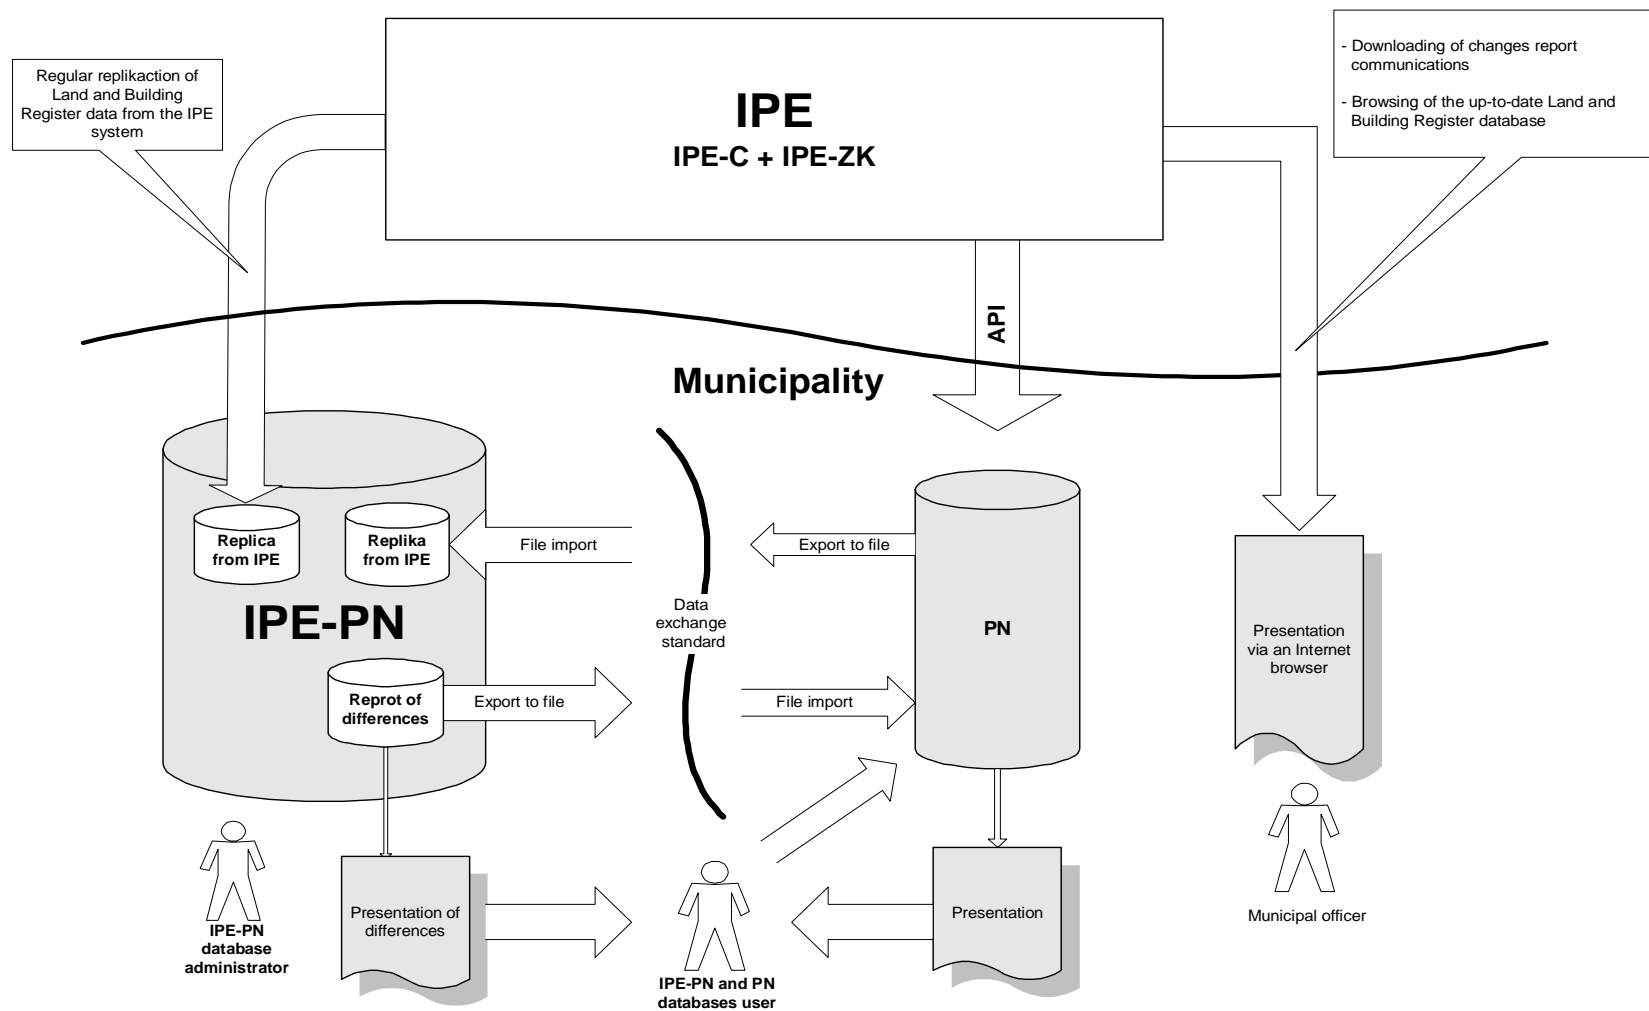 Regular replikaction of
Land and Building
Register data from the IPE
system
IPE
IPE-C + IPE-ZK
- Downloading of changes report
communications
- Browsing of the up-to-date Land and
Building Register database
API
Municipality
Replica
from IPE
Replika
from IPE
File import
Export to file
IPE-PN
Data
exchange
standard
PN
Presentation
via an Internet
browser
Reprot of
differences
Export to file
File import
IPE-PN
database
administrator
Presentation of
differences
IPE-PN and PN
databases user
Presentation
Municipal officer